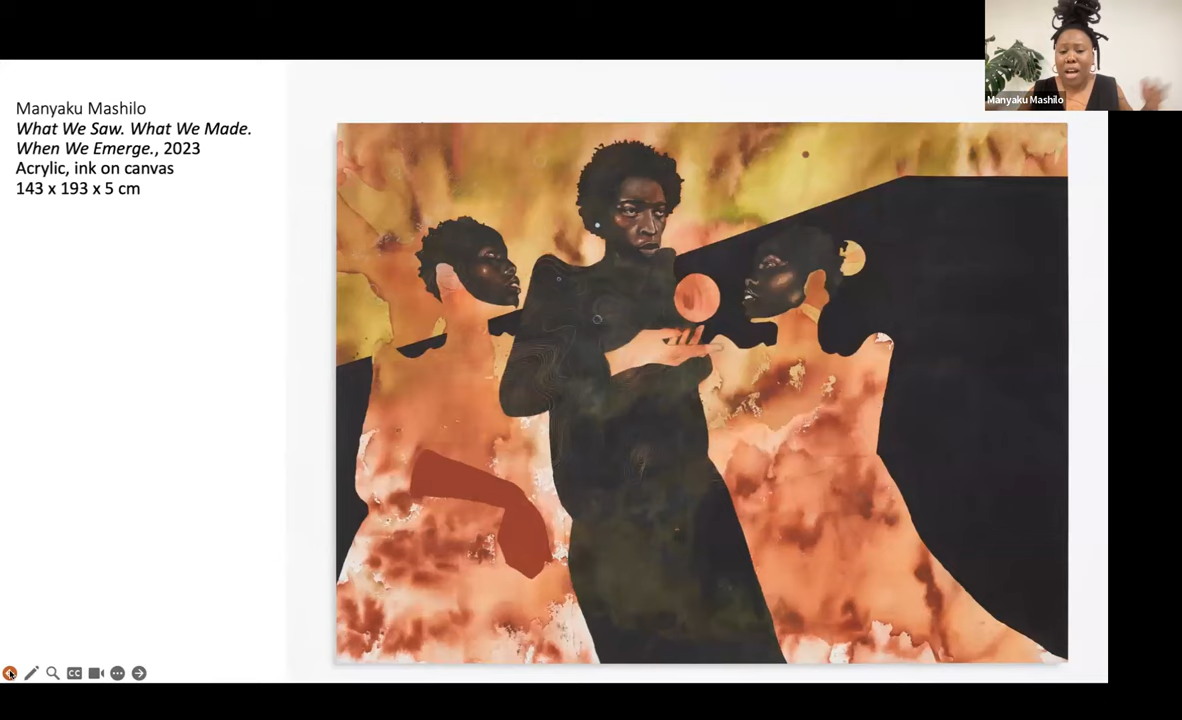 Manyaku Mashilo
What We Saw. What We Made.
When We Emerge., 2023
Acrylic, ink on canvas
143 x 193 x 5 cm
Manyaku Mashilo
CC